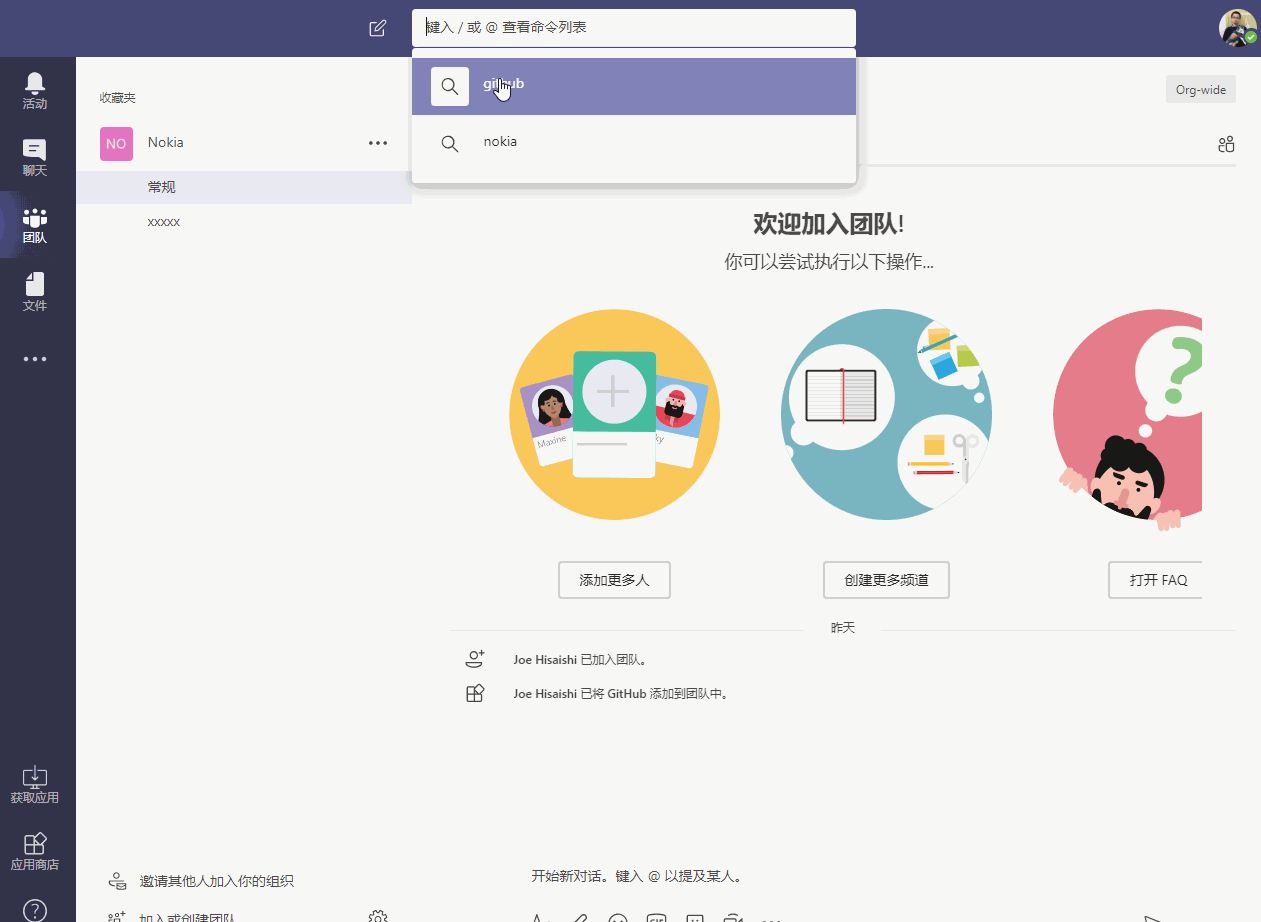 键入 / 或 @ 查看命令列表
github
nokia
活动
聊天
团队
文件
获取应用
应用商店
收藏夹
NO Nokia
常规
xxxxx
邀请其他人加入你的组织
加入或创建团队
Org-wide
欢迎加入团队!
你可以尝试执行以下操作...
Maxine
ky
添加更多人
创建更多频道
打开 FAQ
昨天
Joe Hisaishi 已加入团队。
Joe Hisaishi 已将 GitHub 添加到团队中。
开始新对话。键入 @ 以提及某人。
GIF